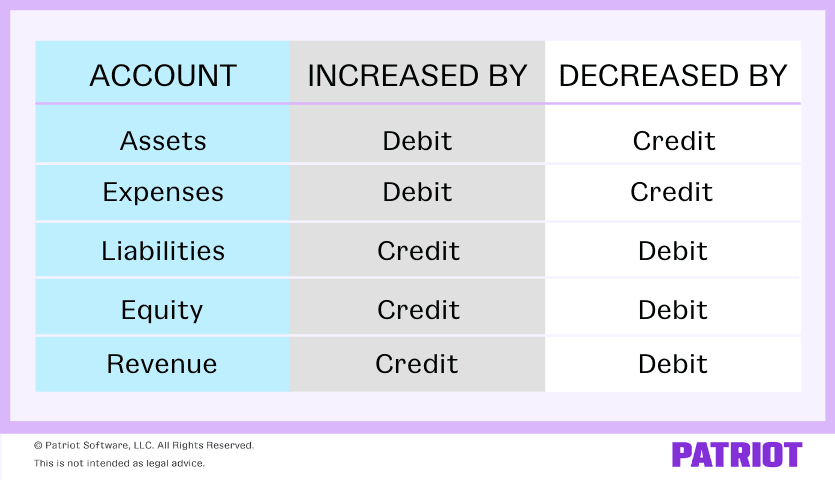 ACCOUNT INCREASED BY DECREASED BY
Assets Debit Credit
Expenses Debit Credit
Liabilities Credit Debit
Equity Credit Debit
Revenue Credit Debit
© Patriot Software, LLC. All Rights Reserved.
This is not intended as legal advice.
PATRIOT